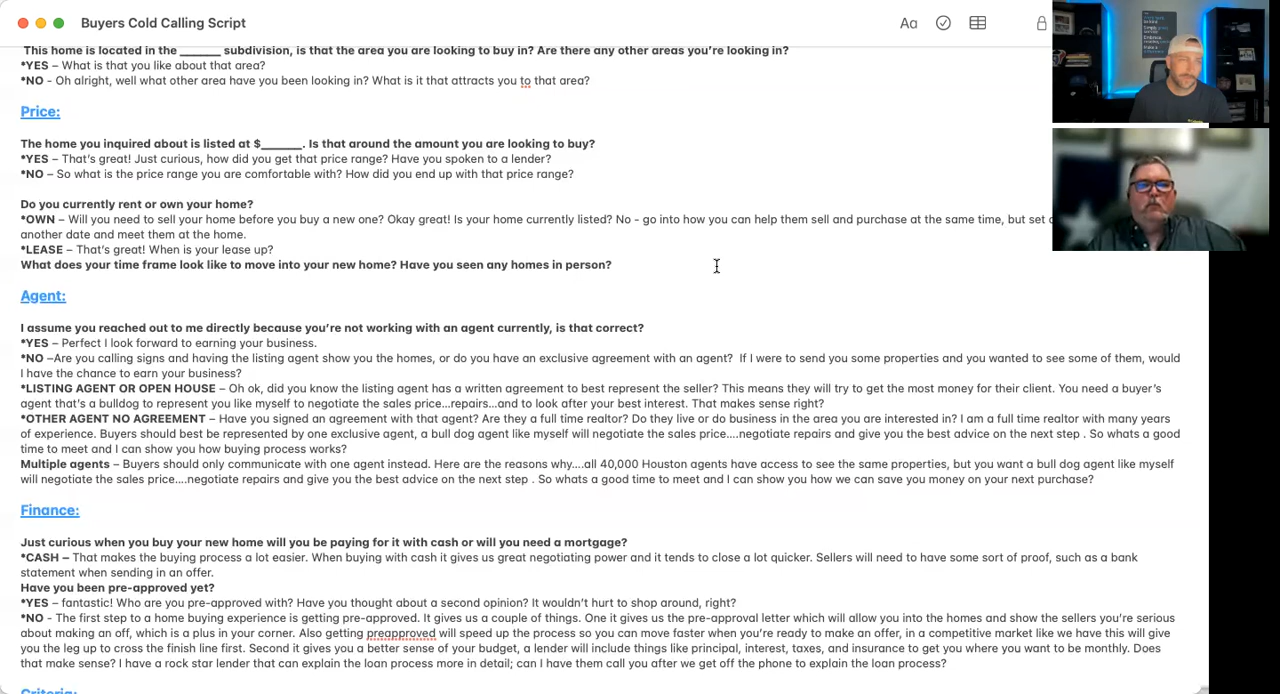 Buyers Cold Calling Script
Aa
This home is located in the _______ subdivision, is that the area you are looking to buy in? Are there any other areas you're looking in?
*YES – What is that you like about that area?
*NO - Oh alright, well what other area have you been looking in? What is it that attracts you to that area?
Price:
The home you inquired about is listed at $_______. Is that around the amount you are looking to buy?
*YES – That's great! Just curious, how did you get that price range? Have you spoken to a lender?
*NO – So what is the price range you are comfortable with? How did you end up with that price range?
Do you currently rent or own your home?
*OWN – Will you need to sell your home before you buy a new one? Okay great! Is your home currently listed? No - go into how you can help them sell and purchase at the same time, but set
another date and meet them at the home.
*LEASE – That's great! When is your lease up?
What does your time frame look like to move into your new home? Have you seen any homes in person?
Agent:
I assume you reached out to me directly because you're not working with an agent currently, is that correct?
*YES – Perfect I look forward to earning your business.
*NO –Are you calling signs and having the listing agent show you the homes, or do you have an exclusive agreement with an agent?  If I were to send you some properties and you wanted to see some of them, would
I have the chance to earn your business?
*LISTING AGENT OR OPEN HOUSE – Oh ok, did you know the listing agent has a written agreement to best represent the seller? This means they will try to get the most money for their client. You need a buyer's
agent that's a bulldog to represent you like myself to negotiate the sales price...repairs...and to look after your best interest. That makes sense right?
*OTHER AGENT NO AGREEMENT – Have you signed an agreement with that agent? Are they a full time realtor? Do they live or do business in the area you are interested in? I am a full time realtor with many years
of experience. Buyers should best be represented by one exclusive agent, a bull dog agent like myself will negotiate the sales price....negotiate repairs and give you the best advice on the next step . So whats a good
time to meet and I can show you how buying process works?
Multiple agents – Buyers should only communicate with one agent instead. Here are the reasons why....all 40,000 Houston agents have access to see the same properties, but you want a bull dog agent like myself
will negotiate the sales price....negotiate repairs and give you the best advice on the next step . So whats a good time to meet and I can show you how we can save you money on your next purchase?
Finance:
Just curious when you buy your new home will you be paying for it with cash or will you need a mortgage?
*CASH – That makes the buying process a lot easier. When buying with cash it gives us great negotiating power and it tends to close a lot quicker. Sellers will need to have some sort of proof, such as a bank
statement when sending in an offer.
Have you been pre-approved yet?
*YES – fantastic! Who are you pre-approved with? Have you thought about a second opinion? It wouldn't hurt to shop around, right?
*NO - The first step to a home buying experience is getting pre-approved. It gives us a couple of things. One it gives us the pre-approval letter which will allow you into the homes and show the sellers you're serious
about making an off, which is a plus in your corner. Also getting preapproved will speed up the process so you can move faster when you're ready to make an offer, in a competitive market like we have this will give
you the leg up to cross the finish line first. Second it gives you a better sense of your budget, a lender will include things like principal, interest, taxes, and insurance to get you where you want to be monthly. Does
that make sense? I have a rock star lender that can explain the loan process more in detail; can I have them call you after we get off the phone to explain the loan process?
Criteria: